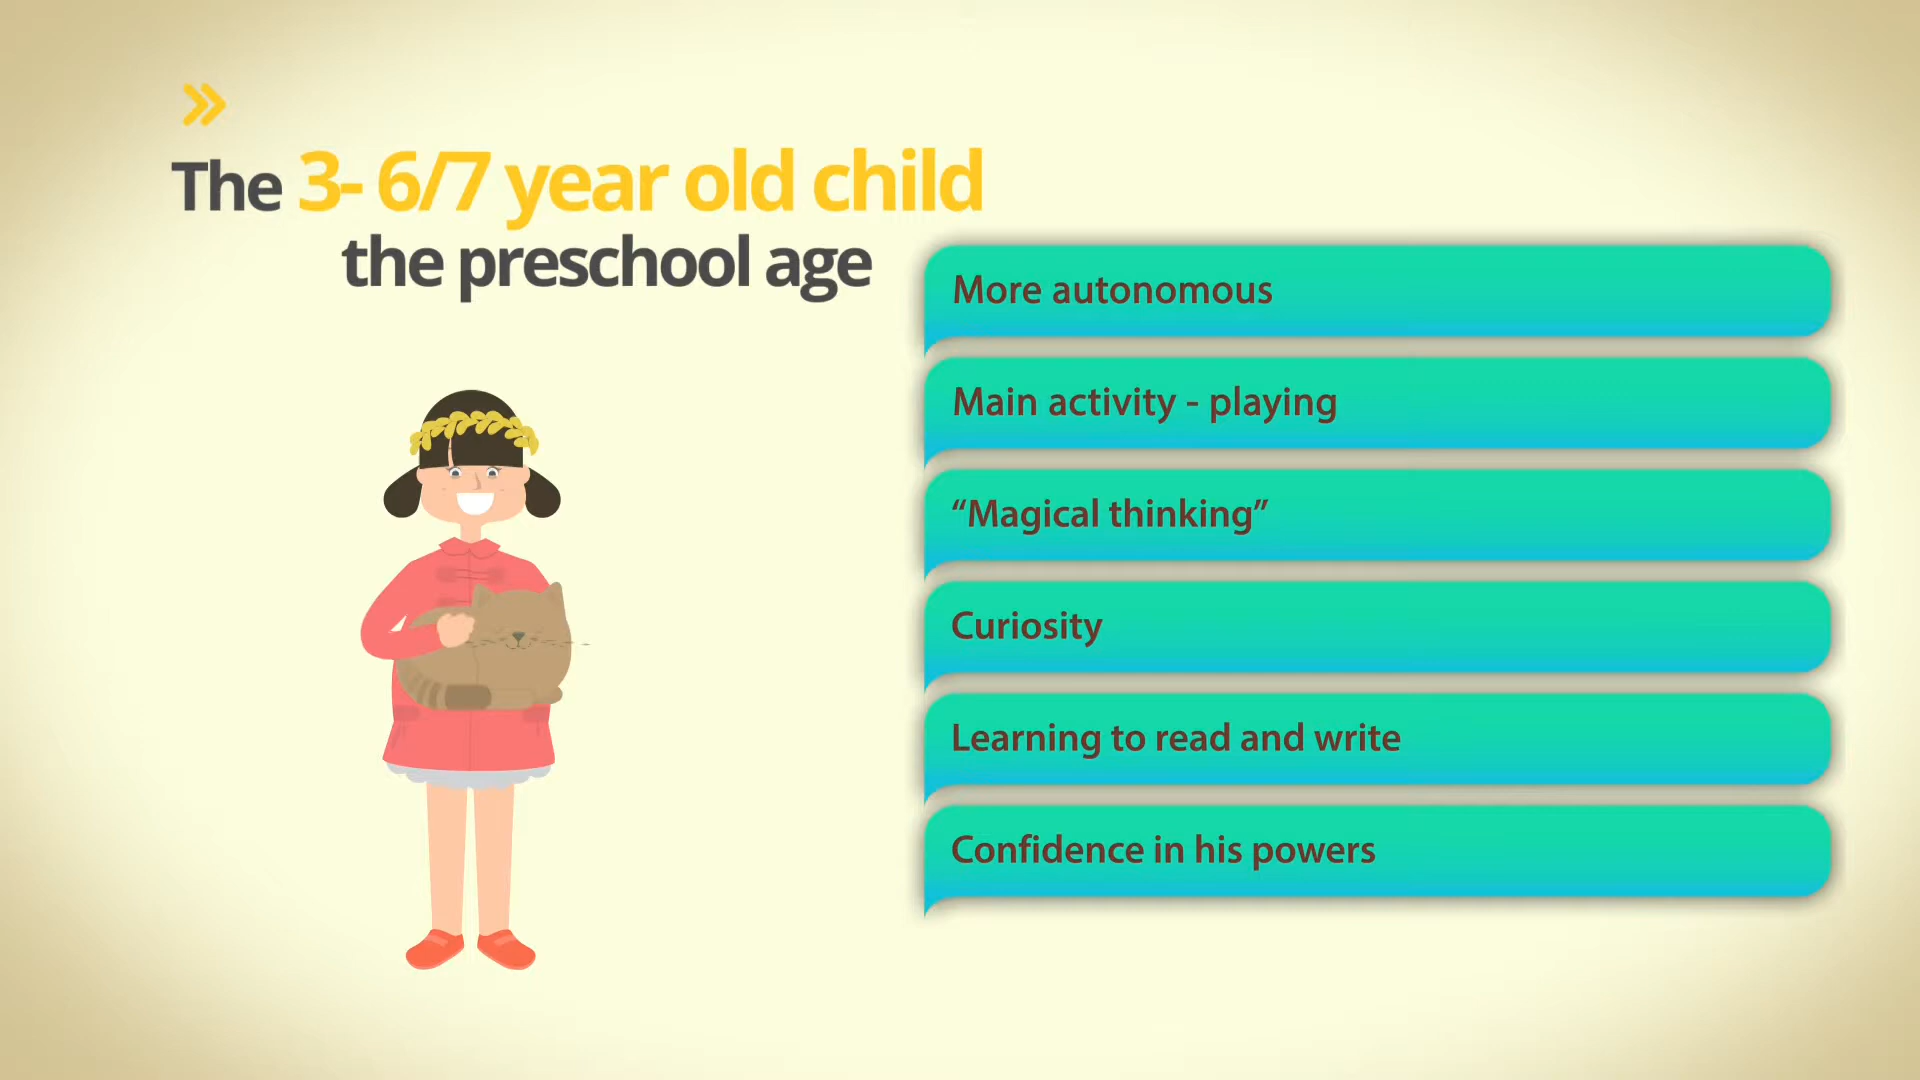 The 3- 6/7 year old child
the preschool age
More autonomous
Main activity - playing
“Magical thinking”
Curiosity
Learning to read and write
Confidence in his powers